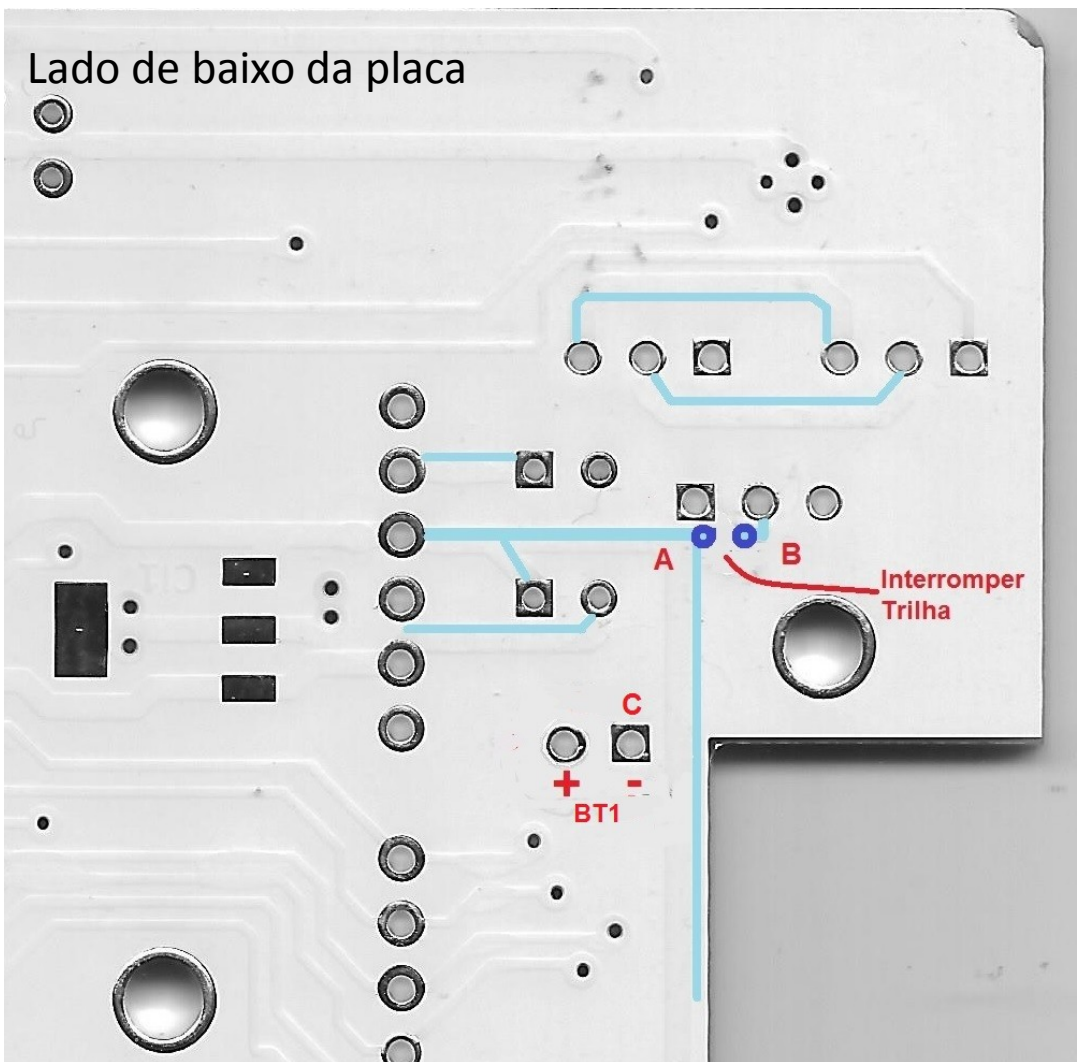 Lado de baixo da placa
A
B
Interromper
Trilha
C
+ -
BT1